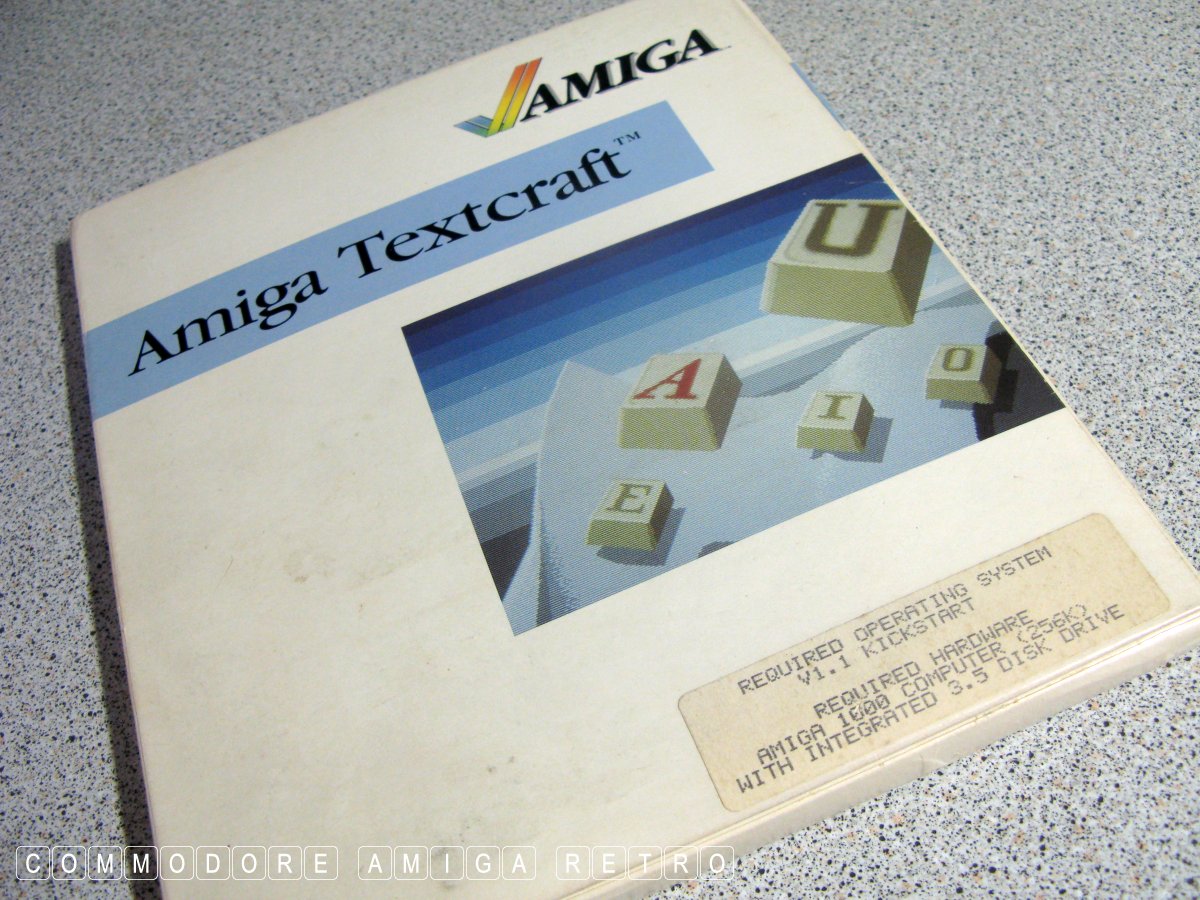 AMIGA
Amiga Textcraft™
U
A
I
O
E
REQUIRED OPERATING SYSTEM
V1.1 KICKSTART
REQUIRED HARDWARE
AMIGA 1000 COMPUTER (256K)
WITH INTEGRATED 3.5 DISK DRIVE
COMMODORE AMIGA RETRO